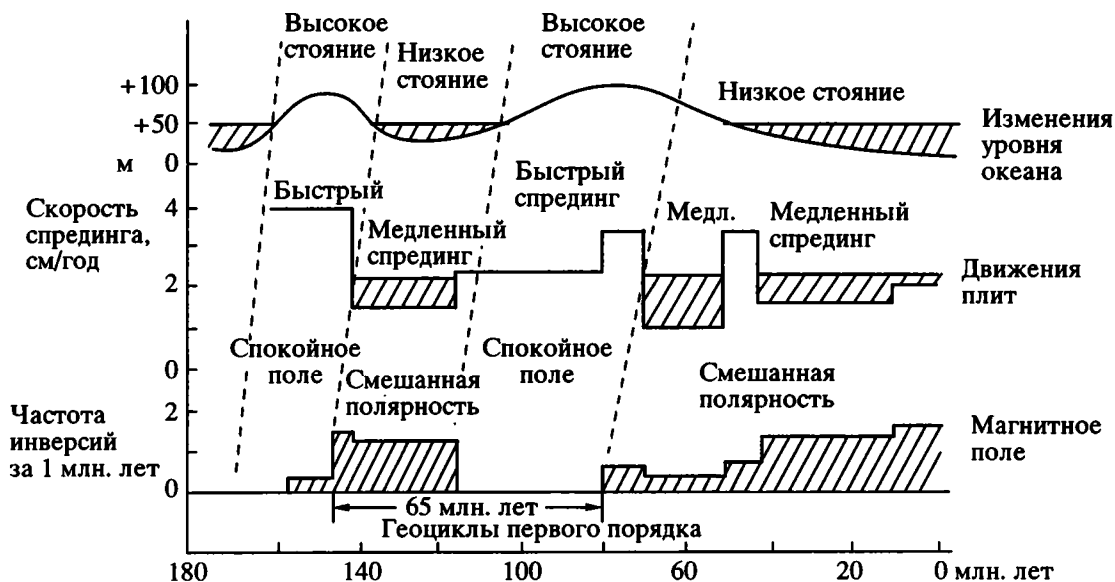 Высокое
стояние
Низкое
стояние
Высокое
стояние
Низкое стояние
+100
+50
м 0
Изменения
уровня
океана
Скорость
спрединга,
см/год
4
2
0
Быстрый
Медленный
спрединг
Быстрый
спрединг
Медл.
Медленный
спрединг
Движения
плит
Спокойное
поле
Смешанная
полярность
Спокойное
поле
Смешанная
полярность
Частота
инверсий
за 1 млн. лет
2
0
Магнитное
поле
65 млн. лет
Геоциклы первого порядка
180 140 100 60 20 0 млн. лет